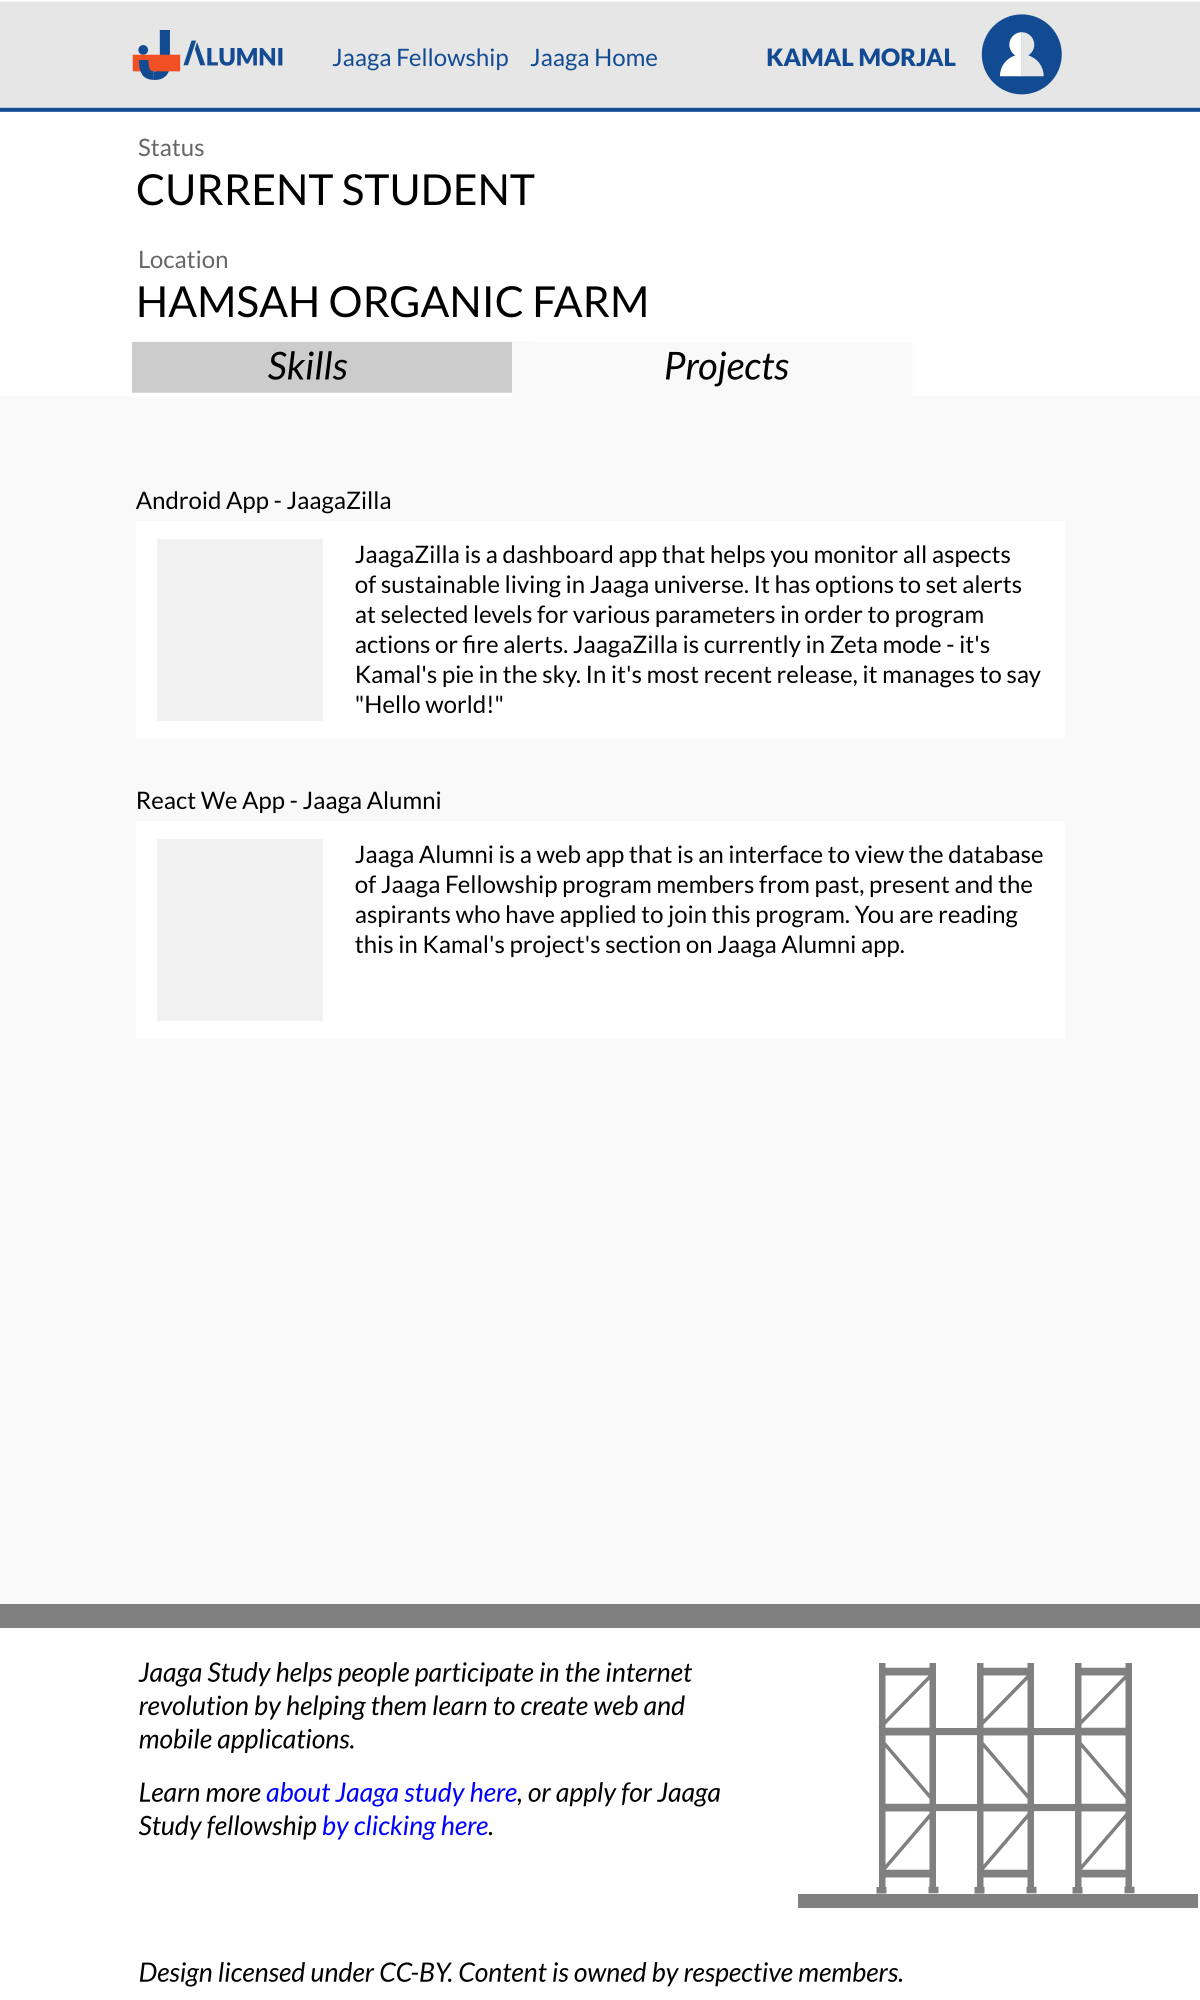 ALUMNI Jaaga Fellowship Jaaga Home KAMAL MORJAL
Status
CURRENT STUDENT
Location
HAMSAH ORGANIC FARM
Skills Projects
Android App - JaagaZilla
JaagaZilla is a dashboard app that helps you monitor all aspects
of sustainable living in Jaaga universe. It has options to set alerts
at selected levels for various parameters in order to program
actions or fire alerts. JaagaZilla is currently in Zeta mode - it's
Kamal's pie in the sky. In it's most recent release, it manages to say
"Hello world!"
React We App - Jaaga Alumni
Jaaga Alumni is a web app that is an interface to view the database
of Jaaga Fellowship program members from past, present and the
aspirants who have applied to join this program. You are reading
this in Kamal's project's section on Jaaga Alumni app.
Jaaga Study helps people participate in the internet
revolution by helping them learn to create web and
mobile applications.
Learn more about Jaaga study here, or apply for Jaaga
Study fellowship by clicking here.
Design licensed under CC-BY. Content is owned by respective members.